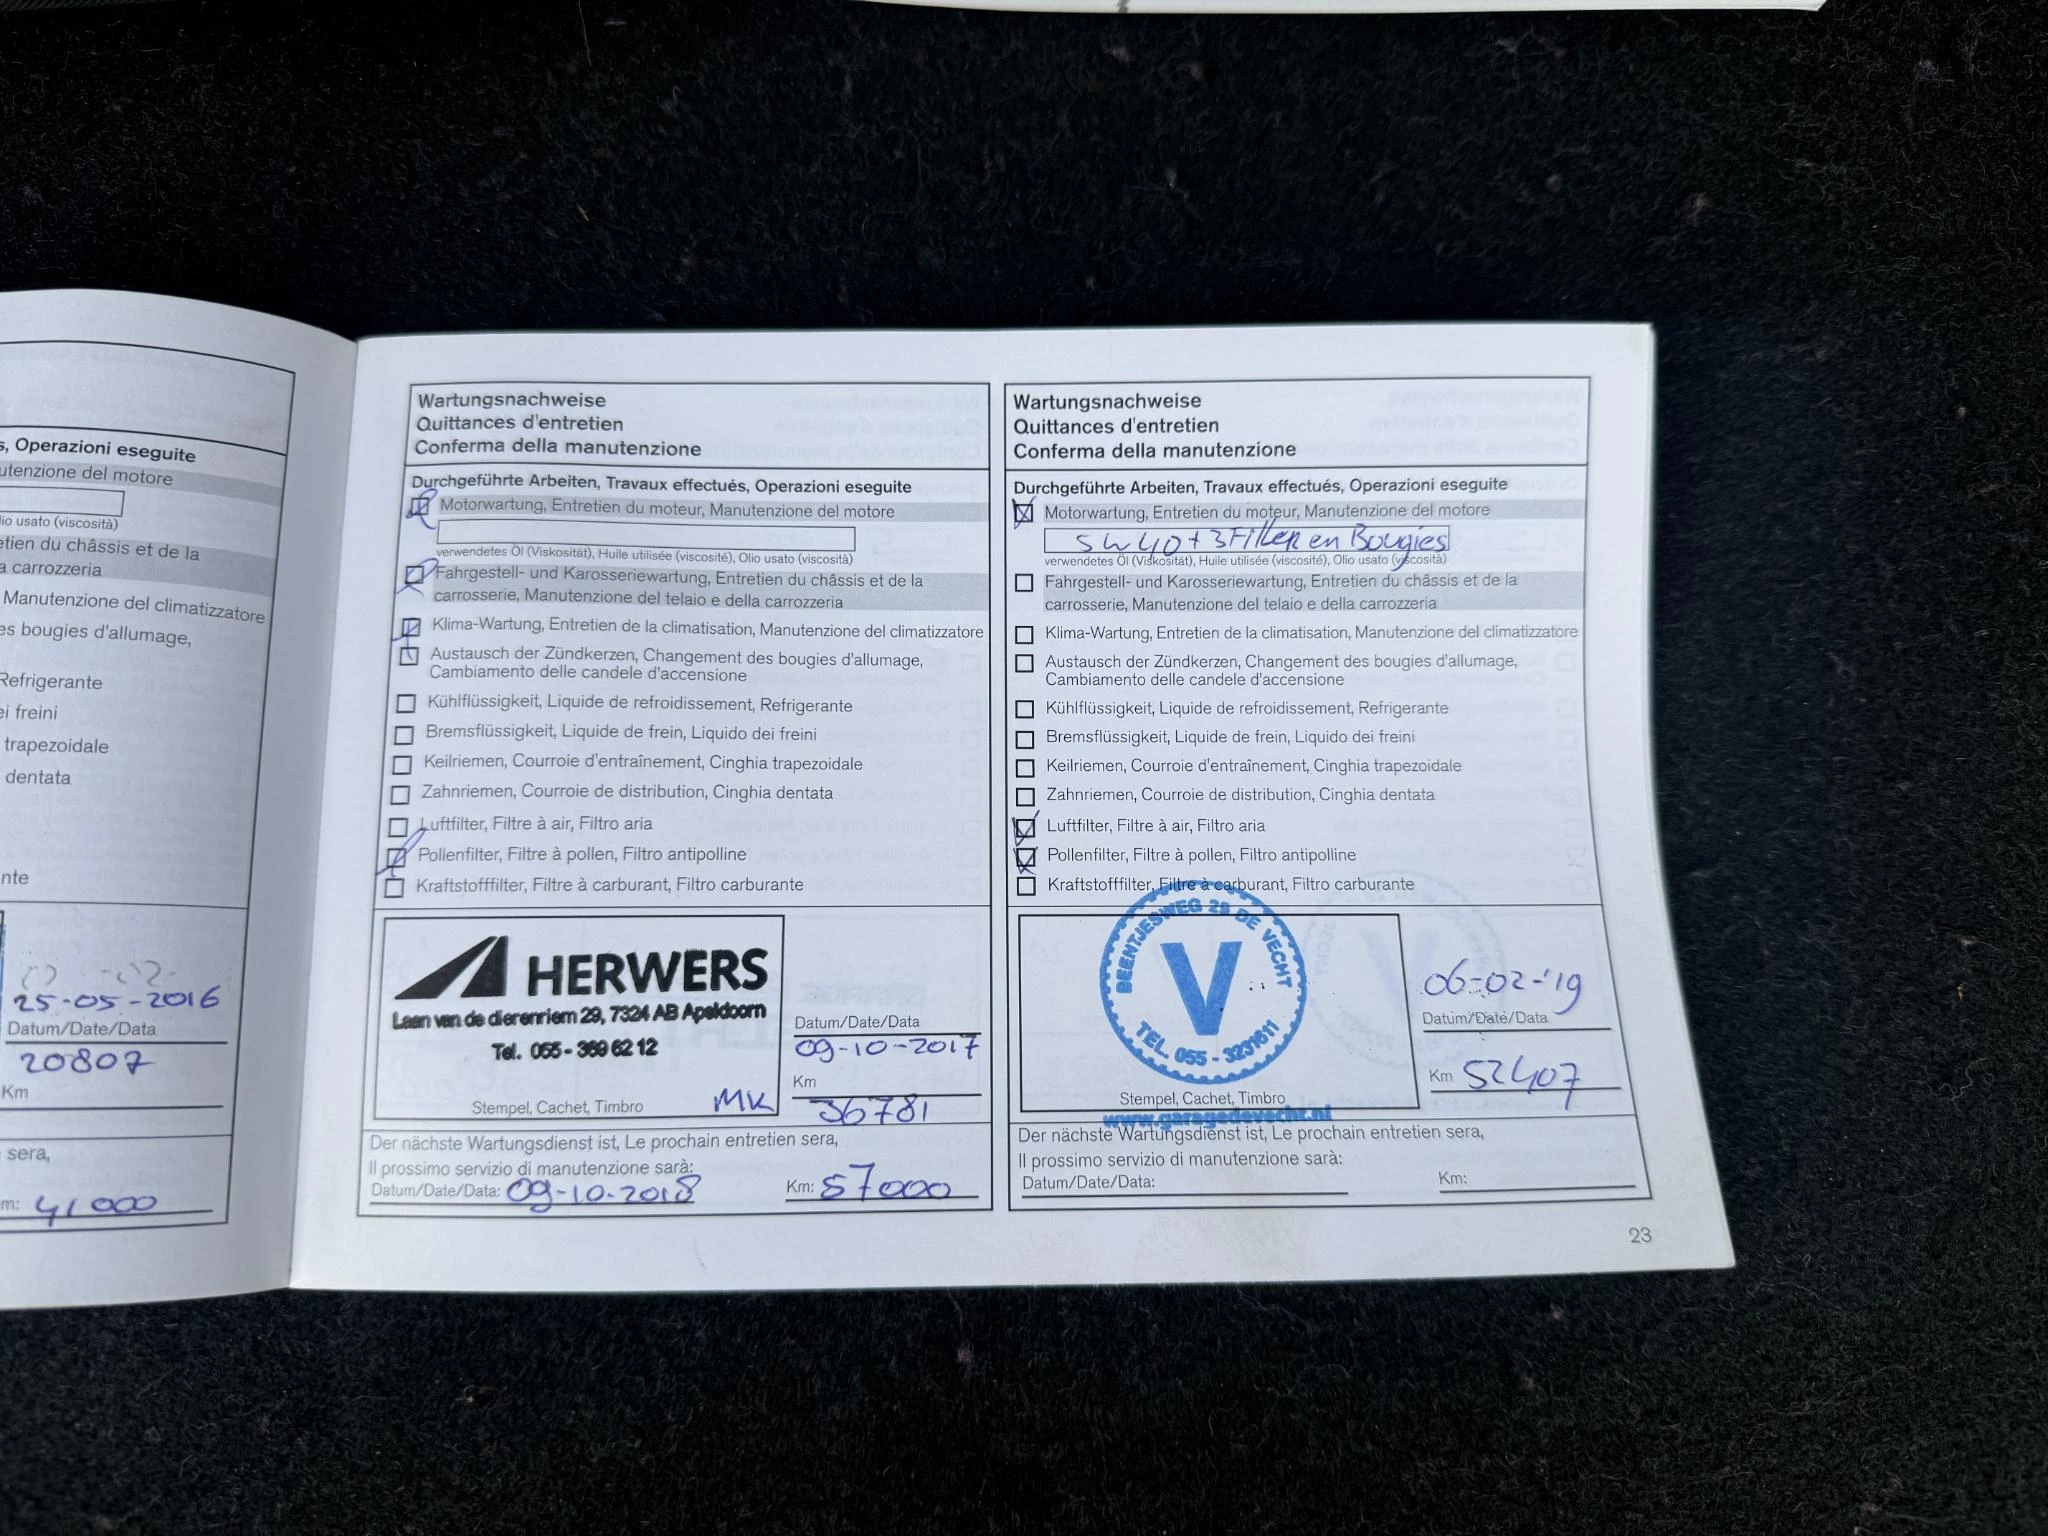 s, Operazioni eseguite
utenzione del motore
lio usato (viscosità)
etien du châssis et de la
a carrozzeria
Manutenzione del climatizzatore
es bougies d'allumage,
Refrigerante
ei freini
trapezoidale
dentata
nte
25-05-2016
Datum/Date/Data
20807
Km
sera,
m: 41000
Wartungsnachweise
Quittances d'entretien
Conferma della manutenzione
Durchgeführte Arbeiten, Travaux effectués, Operazioni eseguite
Motorwartung, Entretien du moteur, Manutenzione del motore
verwendetes Öl (Viskosität), Huile utilisée (viscosité), Olio usato (viscosità)
Fahrgestell- und Karosseriewartung, Entretien du châssis et de la
carrosserie, Manutenzione del telaio e della carrozzeria
Klima-Wartung, Entretien de la climatisation, Manutenzione del climatizzatore
Austausch der Zündkerzen, Changement des bougies d'allumage,
Cambiamento delle candele d'accensione
Kühlflüssigkeit, Liquide de refroidissement, Refrigerante
Bremsflüssigkeit, Liquide de frein, Liquido dei freini
Keilriemen, Courroie d'entraînement, Cinghia trapezoidale
Zahnriemen, Courroie de distribution, Cinghia dentata
Luftfilter, Filtre à air, Filtro aria
Pollenfilter, Filtre à pollen, Filtro antipolline
Kraftstofffilter, Filtre à carburant, Filtro carburante
HERWERS
Laan van de dierenriem 29, 7324 AB Apeldoorn
Tel. 055 - 369 62 12
MK
Stempel, Cachet, Timbro
Datum/Date/Data
09-10-2017
Km
36781
Der nächste Wartungsdienst ist, Le prochain entretien sera,
Il prossimo servizio di manutenzione sarà:
Datum/Date/Data: 09-10-2018 Km: 57000
Wartungsnachweise
Quittances d'entretien
Conferma della manutenzione
Durchgeführte Arbeiten, Travaux effectués, Operazioni eseguite
Motorwartung, Entretien du moteur, Manutenzione del motore
5W40+3Filter en Bougies
verwendetes Öl (Viskosität), Huile utilisée (viscosité), Olio usato (viscosità)
Fahrgestell- und Karosseriewartung, Entretien du châssis et de la
carrosserie, Manutenzione del telaio e della carrozzeria
Klima-Wartung, Entretien de la climatisation, Manutenzione del climatizzatore
Austausch der Zündkerzen, Changement des bougies d'allumage,
Cambiamento delle candele d'accensione
Kühlflüssigkeit, Liquide de refroidissement, Refrigerante
Bremsflüssigkeit, Liquide de frein, Liquido dei freini
Keilriemen, Courroie d'entraînement, Cinghia trapezoidale
Zahnriemen, Courroie de distribution, Cinghia dentata
Luftfilter, Filtre à air, Filtro aria
Pollenfilter, Filtre à pollen, Filtro antipolline
Kraftstofffilter, Filtre à carburant, Filtro carburante
BEENTJESWEG 29 DE VECHT
V
TEL. 055 - 3231611
Stempel, Cachet, Timbro
www.garagedevecht.nl
06-02-'19
Datum/Date/Data
Km 52407
Der nächste Wartungsdienst ist, Le prochain entretien sera,
Il prossimo servizio di manutenzione sarà:
Datum/Date/Data: Km:
23